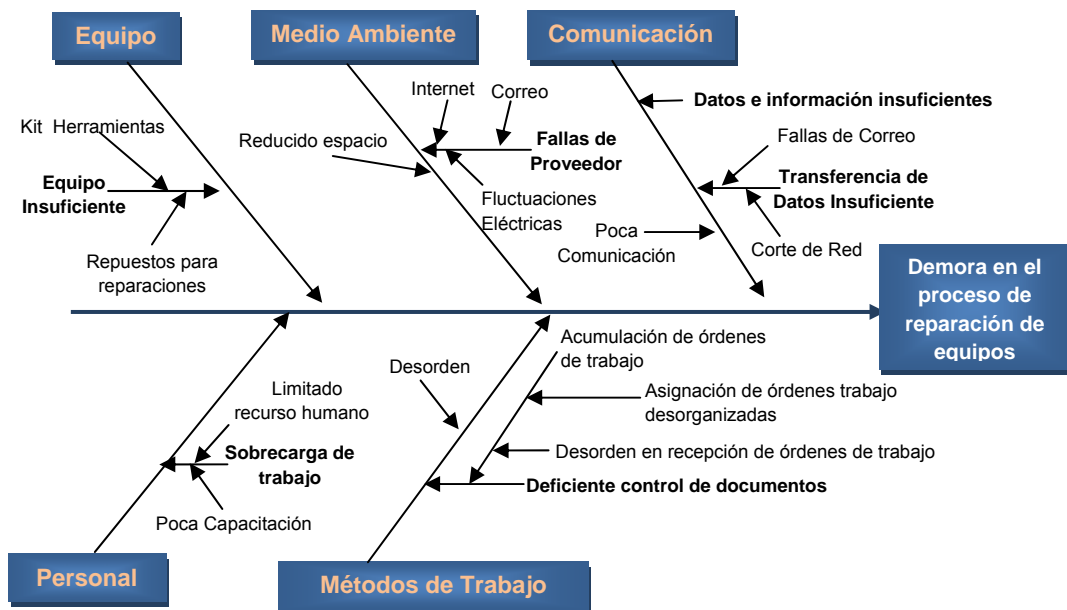 Equipo
Medio Ambiente
Comunicación
Internet
Correo
Kit Herramientas
Reducido espacio
Fallas de
Proveedor
Equipo
Insuficiente
Fluctuaciones
Eléctricas
Repuestos para
reparaciones
Datos e información insuficientes
Fallas de Correo
Transferencia de
Datos Insuficiente
Poca
Comunicación
Corte de Red
Demora en el
proceso de
reparación de
equipos
Limitado
recurso humano
Sobrecarga de
trabajo
Poca Capacitación
Desorden
Acumulación de órdenes
de trabajo
Asignación de órdenes trabajo
desorganizadas
Desorden en recepción de órdenes de trabajo
Deficiente control de documentos
Personal
Métodos de Trabajo